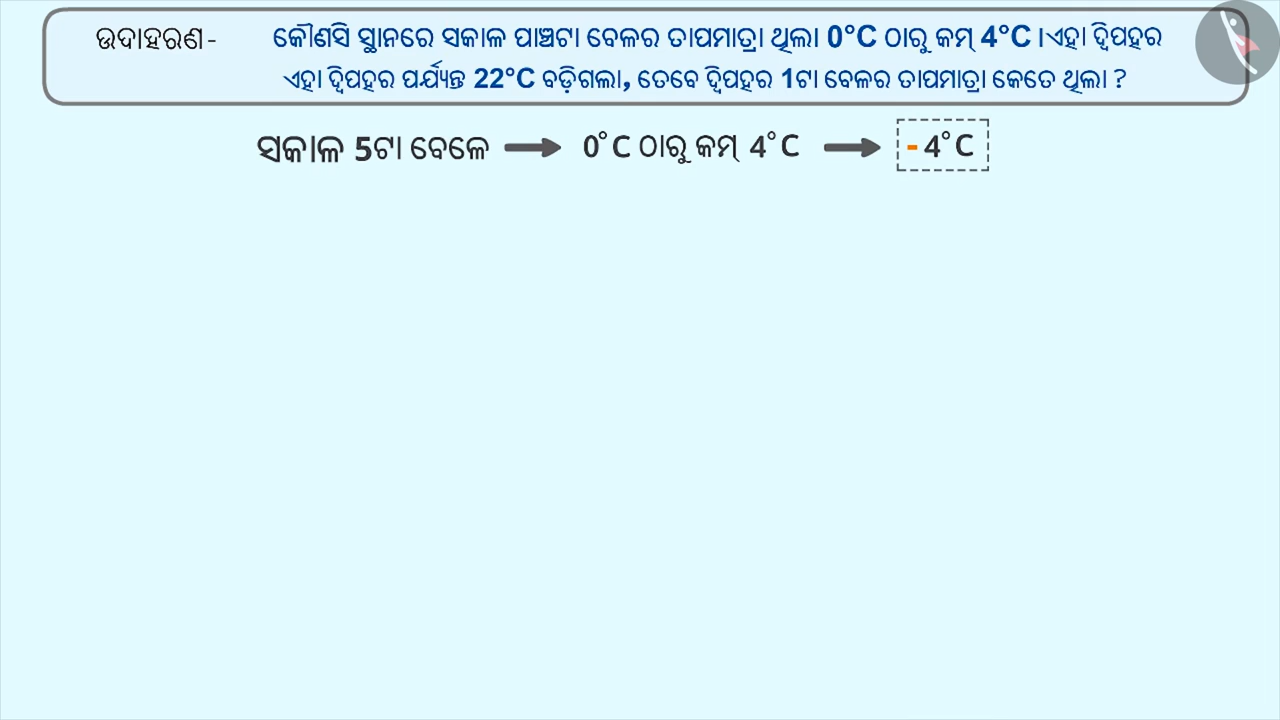 ଉଦାହରଣ - କୌଣସି ସ୍ଥାନରେ ସକାଳ ପାଞ୍ଚଟା ବେଳର ତାପମାତ୍ରା ଥିଲା 0°C ଠାରୁ କମ୍ 4°C ।ଏହା ଦ୍ୱିପହର
ଏହା ଦ୍ୱିପହର ପର୍ଯ୍ୟନ୍ତ 22°C ବଡ଼ିଗଲା, ତେବେ ଦ୍ୱିପହର 1ଟା ବେଳର ତାପମାତ୍ରା କେତେ ଥିଲା ?
ସକାଳ 5ଟା ବେଳେ → 0°C ଠାରୁ କମ୍ 4°C → - 4°C